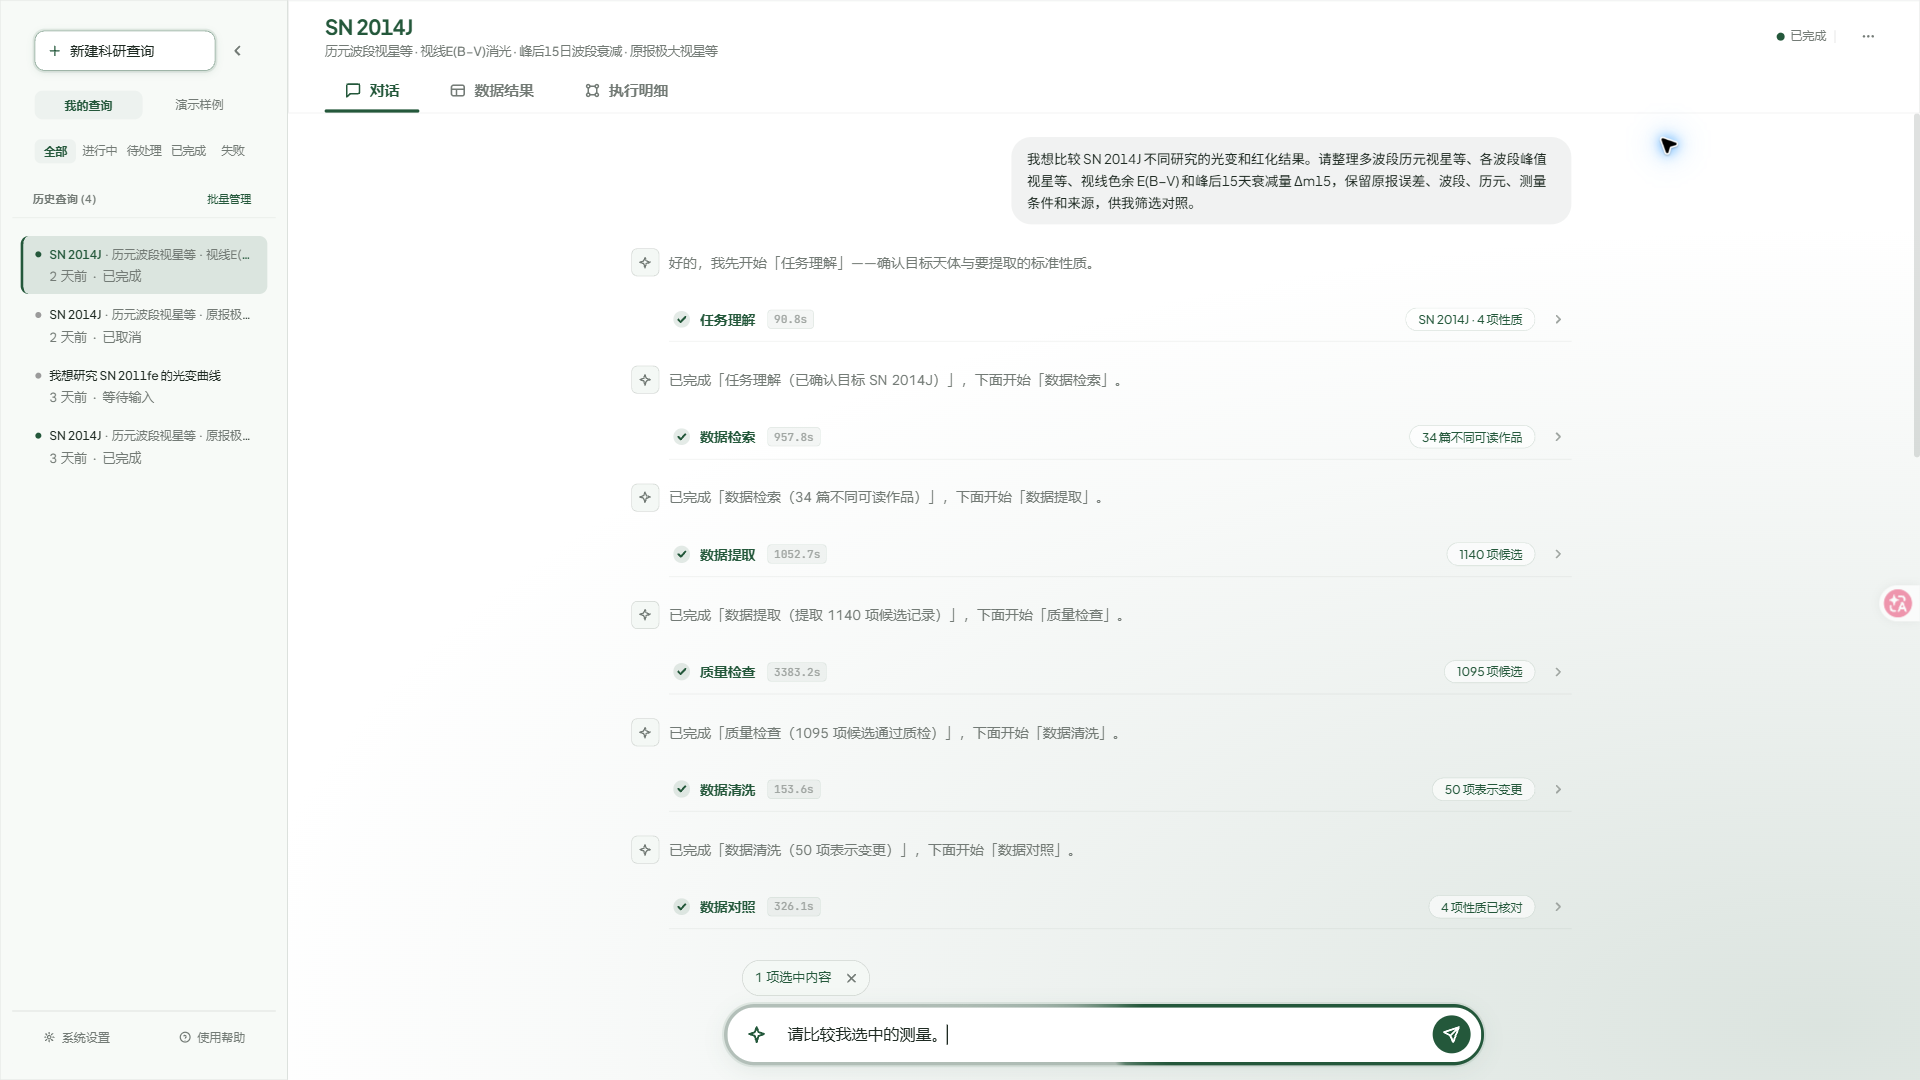 新建科研查询
我的查询
演示样例
全部
进行中
待处理
已完成
失败
历史查询 (4)
批量管理
SN 2014J · 历元波段视星等 · 视线E(...
2 天前 · 已完成
SN 2014J · 历元波段视星等 · 原报极...
2 天前 · 已取消
我想研究 SN 2011fe 的光变曲线
3 天前 · 等待输入
SN 2014J · 历元波段视星等 · 原报极...
3 天前 · 已完成
系统设置
使用帮助
SN 2014J
历元波段视星等 · 视线E(B−V)消光 · 峰后15日波段衰减 · 原报极大视星等
已完成
对话
数据结果
执行明细
我想比较 SN 2014J 不同研究的光变和红化结果。请整理多波段历元视星等、各波段峰值
视星等、视线色余 E(B−V) 和峰后15天衰减量 Δm15，保留原报误差、波段、历元、测量
条件和来源，供我筛选对照。
好的，我先开始「任务理解」——确认目标天体与要提取的标准性质。
任务理解 90.8s SN 2014J · 4 项性质
已完成「任务理解（已确认目标 SN 2014J）」，下面开始「数据检索」。
数据检索 957.8s 34 篇不同可读作品
已完成「数据检索（34 篇不同可读作品）」，下面开始「数据提取」。
数据提取 1052.7s 1140 项候选
已完成「数据提取（提取 1140 项候选记录）」，下面开始「质量检查」。
质量检查 3383.2s 1095 项候选
已完成「质量检查（1095 项候选通过质检）」，下面开始「数据清洗」。
数据清洗 153.6s 50 项表示变更
已完成「数据清洗（50 项表示变更）」，下面开始「数据对照」。
数据对照 326.1s 4 项性质已核对
1 项选中内容
请比较我选中的测量。